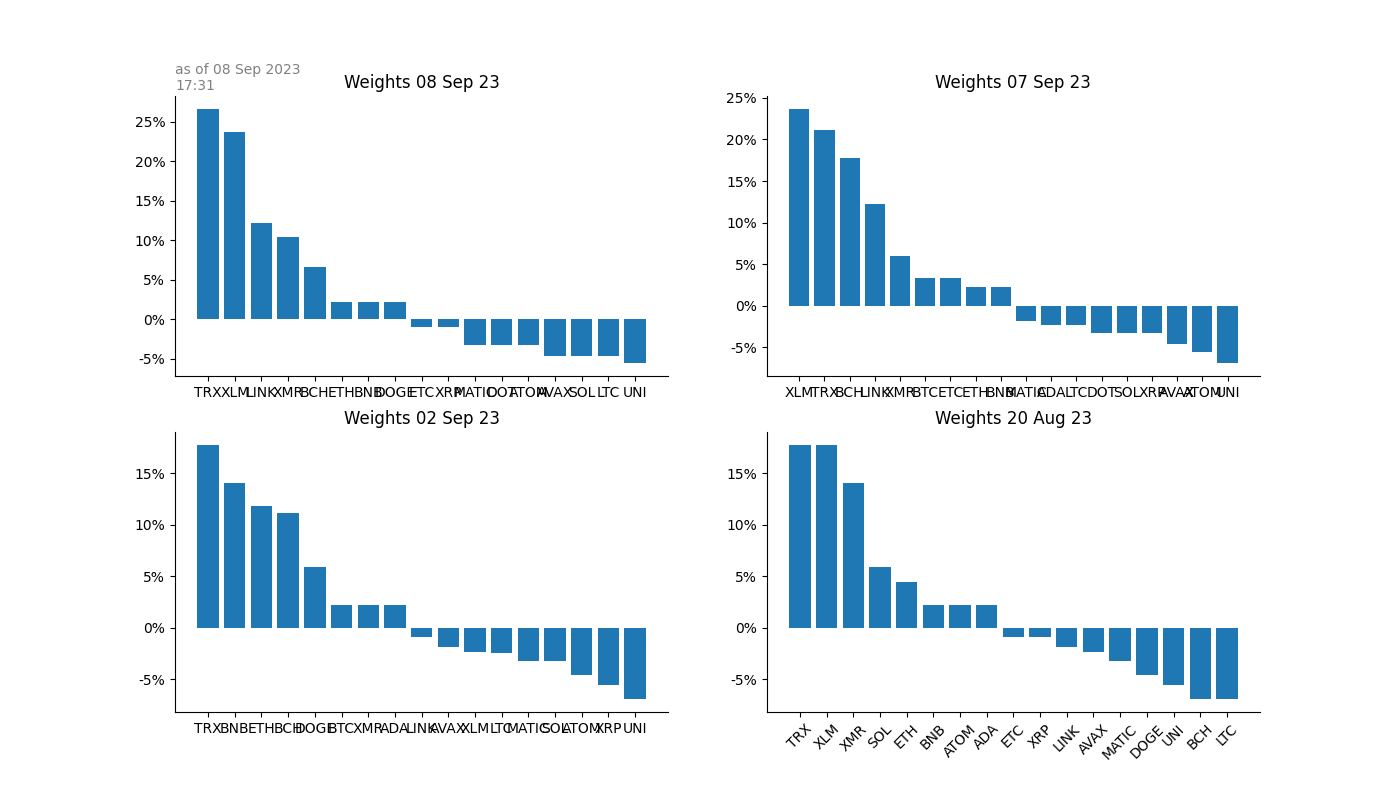 as of 08 Sep 2023
17:31
Weights 08 Sep 23
25%
20%
15%
10%
5%
0%
-5%
TRX XLM LINK XMR BCH ETH BNB DOGE ETC XRP MATIC DOT ATOM AVAX SOL LTC UNI
Weights 07 Sep 23
25%
20%
15%
10%
5%
0%
-5%
XLM TRX BCH LINK XMR BTC ETC ETH BNB MATIC ADA LTC DOT SOL XRP AVAX ATOM UNI
Weights 02 Sep 23
15%
10%
5%
0%
-5%
TRX BNB ETH BCH DOGE BTC XMR ADA LINK AVAX XLM LTC MATIC SOL ATOM XRP UNI
Weights 20 Aug 23
15%
10%
5%
0%
-5%
TRX XLM XMR SOL ETH BNB ATOM ADA ETC XRP LINK AVAX MATIC DOGE UNI BCH LTC